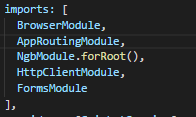 imports: [
BrowserModule,
AppRoutingModule,
NgbModule.forRoot(),
HttpClientModule,
FormsModule
],